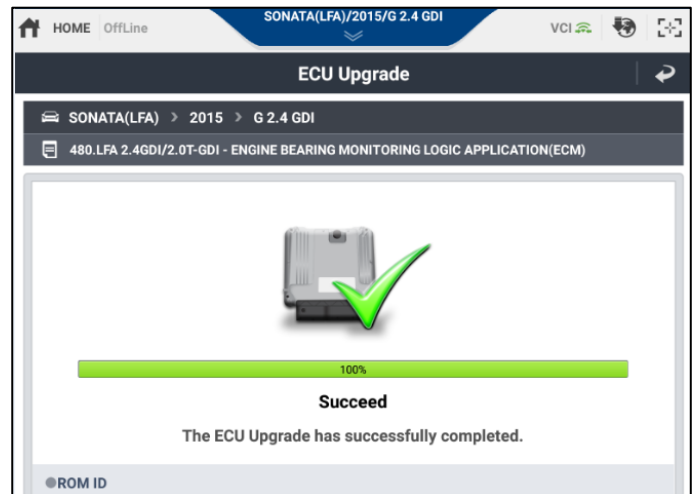 SONATA(LFA)/2015/G 2.4 GDI
HOME OffLine
VCI
ECU Upgrade
SONATA(LFA) > 2015 > G 2.4 GDI
480.LFA 2.4GDI/2.0T-GDI - ENGINE BEARING MONITORING LOGIC APPLICATION(ECM)
100%
Succeed
The ECU Upgrade has successfully completed.
ROM ID